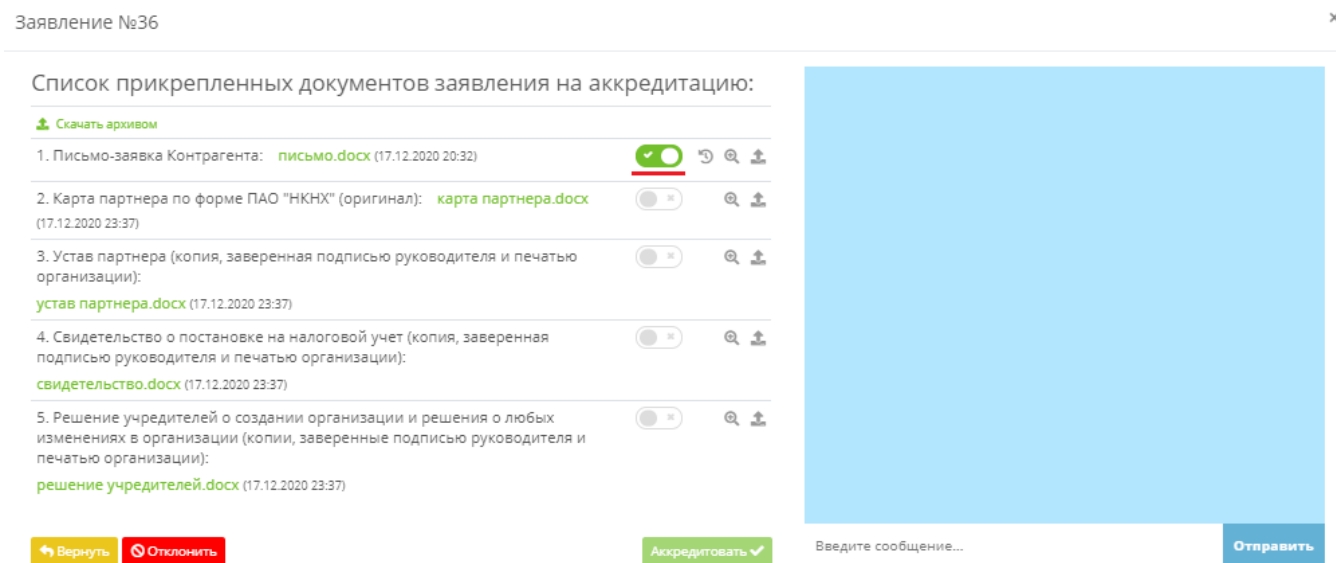 Заявление №36
×
Список прикрепленных документов заявления на аккредитацию:
Скачать архивом
1. Письмо-заявка Контрагента: письмо.docx (17.12.2020 20:32)
2. Карта партнера по форме ПАО "НКНХ" (оригинал): карта партнера.docx
(17.12.2020 23:37)
3. Устав партнера (копия, заверенная подписью руководителя и печатью
организации):
устав партнера.docx (17.12.2020 23:37)
4. Свидетельство о постановке на налоговой учет (копия, заверенная
подписью руководителя и печатью организации):
свидетельство.docx (17.12.2020 23:37)
5. Решение учредителей о создании организации и решения о любых
изменениях в организации (копии, заверенные подписью руководителя и
печатью организации):
решение учредителей.docx (17.12.2020 23:37)
Вернуть Отклонить Аккредитовать
Введите сообщение... Отправить